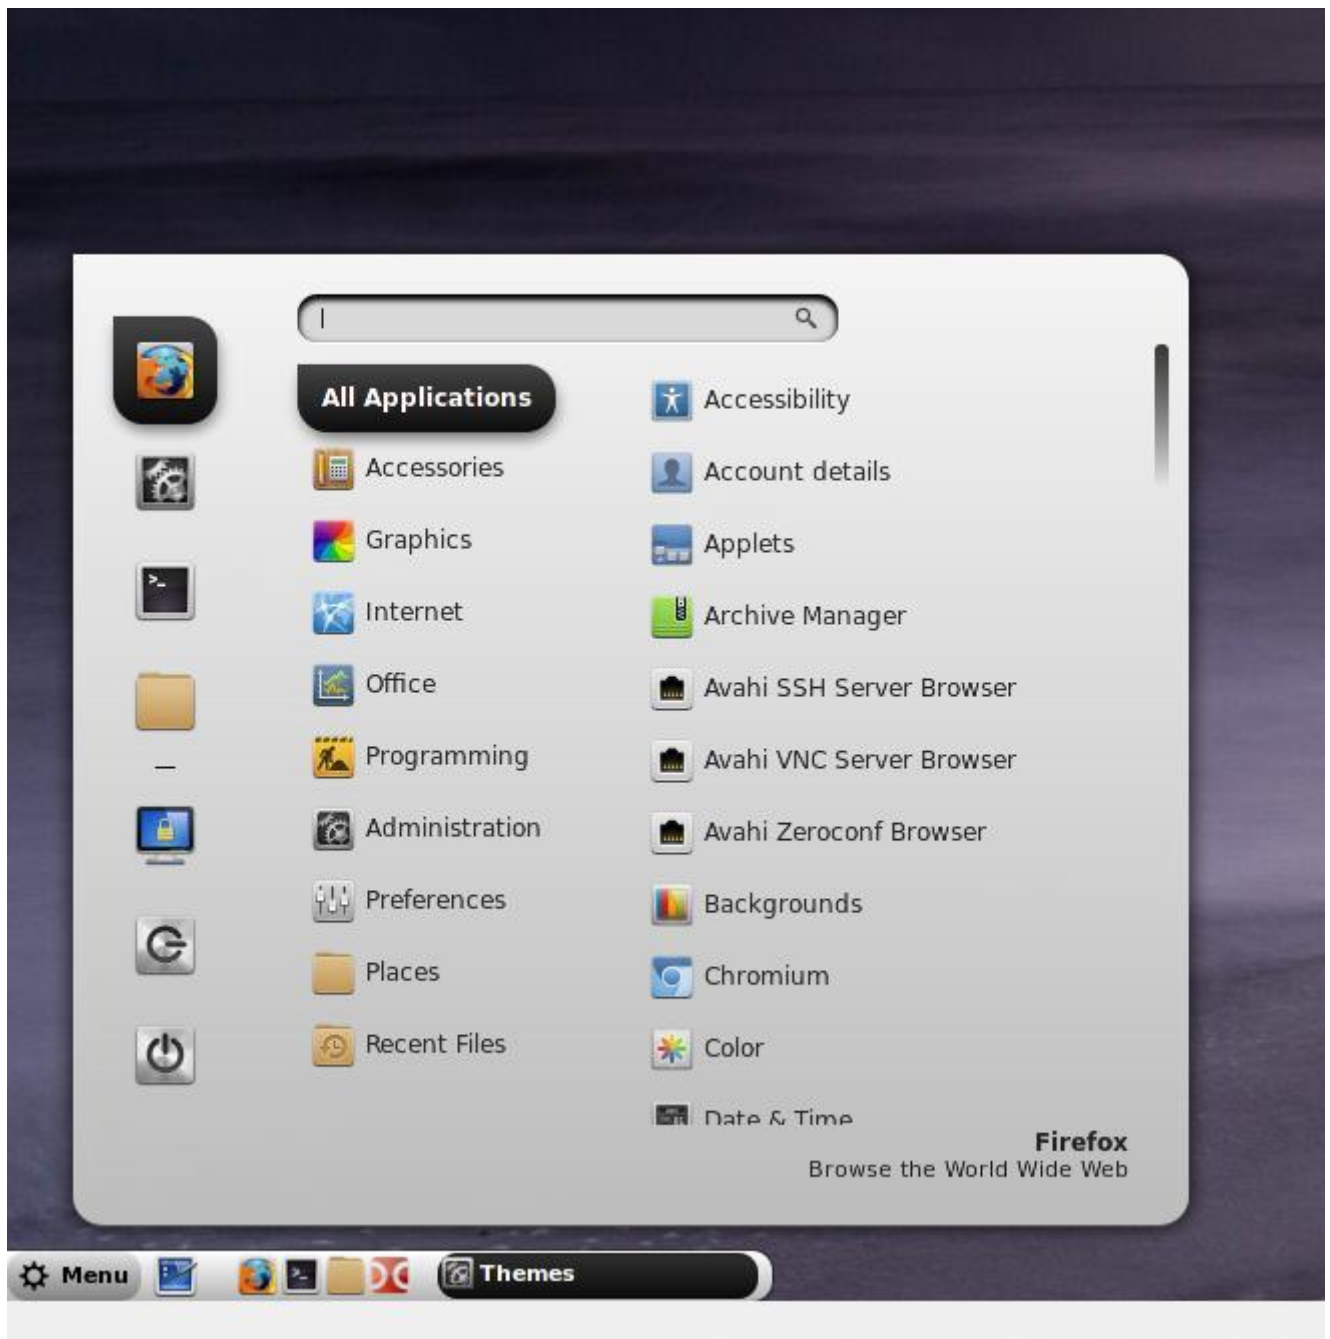 All Applications
Accessories
Graphics
Internet
Office
Programming
Administration
Preferences
Places
Recent Files
Accessibility
Account details
Applets
Archive Manager
Avahi SSH Server Browser
Avahi VNC Server Browser
Avahi Zeroconf Browser
Backgrounds
Chromium
Color
Date & Time
Firefox
Browse the World Wide Web
Menu
Themes